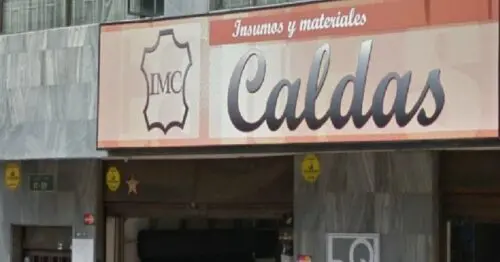 Insumos y materiales
IMC
Caldas